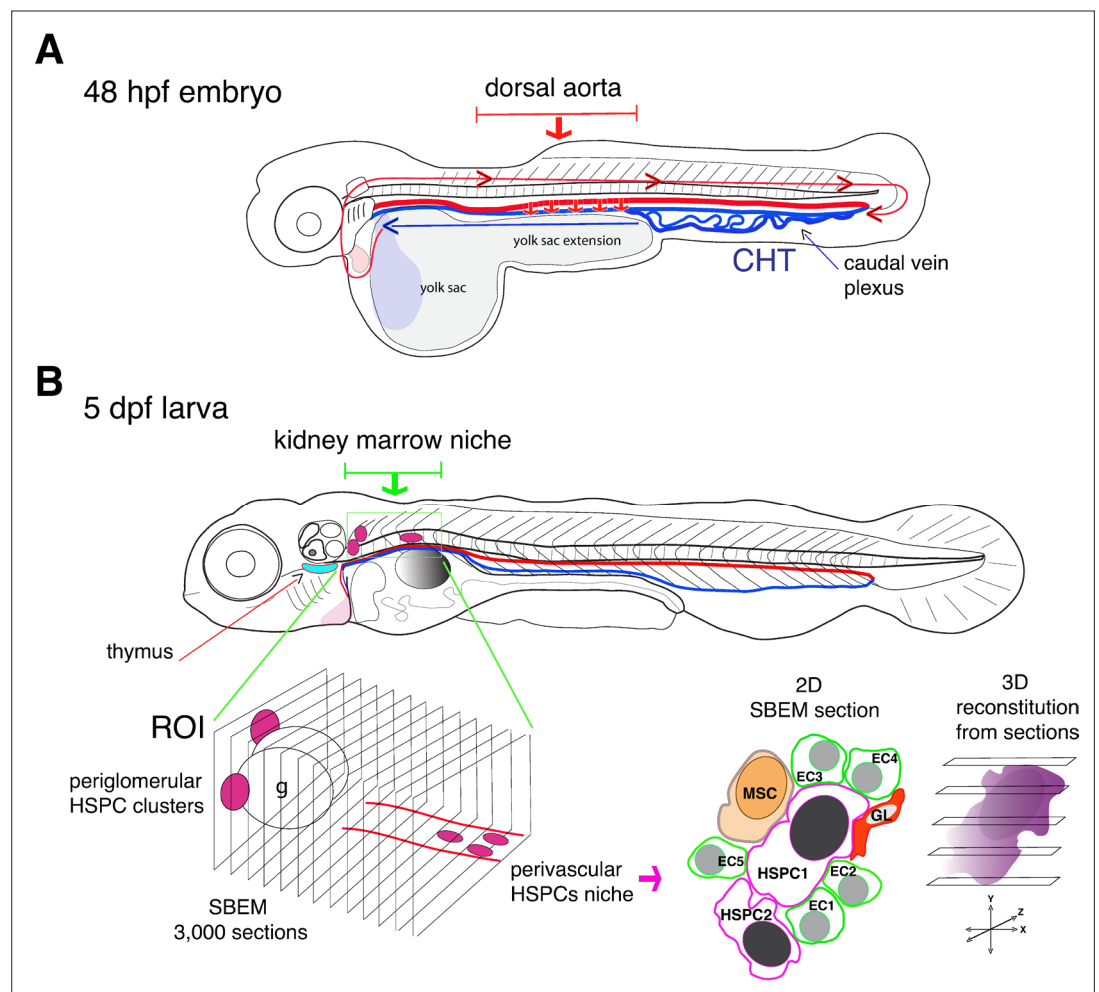 A
48 hpf embryo
dorsal aorta
yolk sac extension
yolk sac
CHT
caudal vein
plexus
B
5 dpf larva
kidney marrow niche
thymus
ROI
periglomerular
HSPC clusters
g
SBEM
3,000 sections
perivascular
HSPCs niche
2D
SBEM section
MSC
EC3
EC4
GL
EC5
HSPC1
EC2
HSPC2
EC1
3D
reconstitution
from sections
Y
Z
X